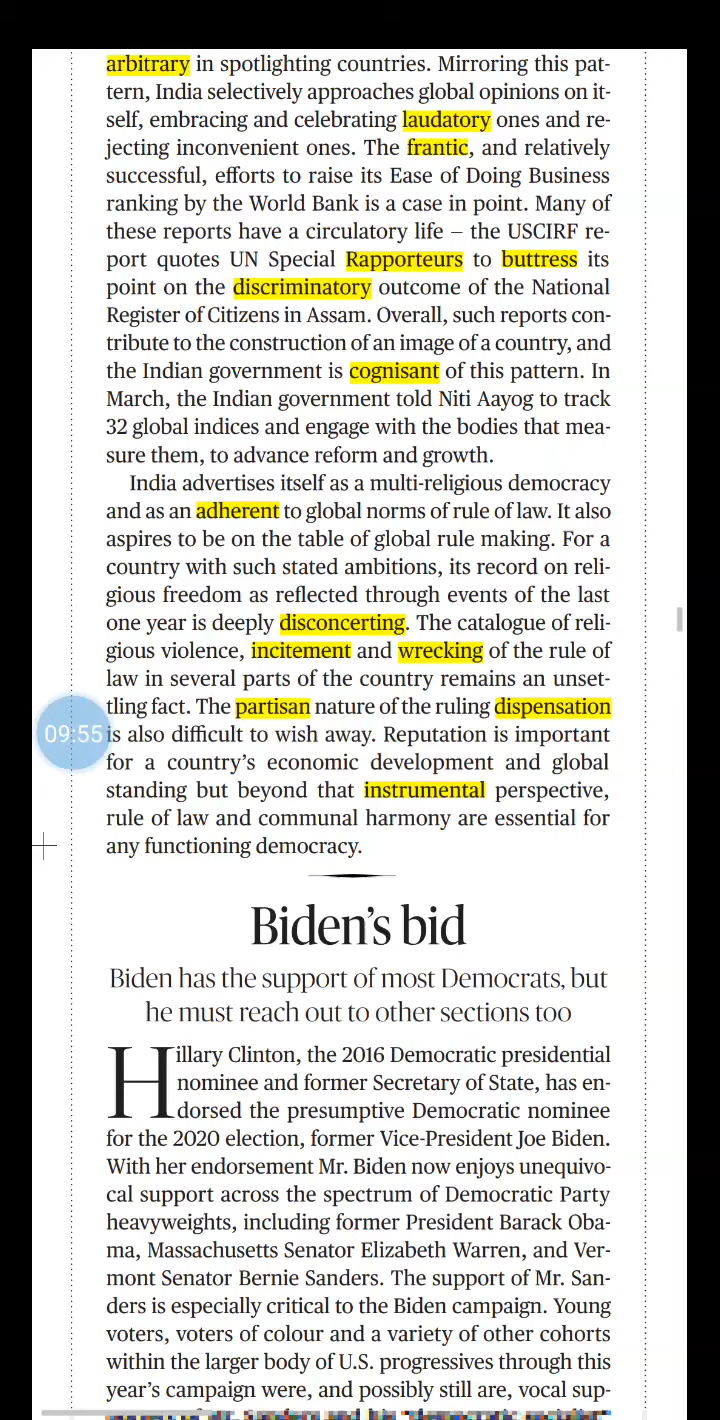 arbitrary in spotlighting countries. Mirroring this pat-
tern, India selectively approaches global opinions on it-
self, embracing and celebrating laudatory ones and re-
jecting inconvenient ones. The frantic, and relatively
successful, efforts to raise its Ease of Doing Business
ranking by the World Bank is a case in point. Many of
these reports have a circulatory life – the USCIRF re-
port quotes UN Special Rapporteurs to buttress its
point on the discriminatory outcome of the National
Register of Citizens in Assam. Overall, such reports con-
tribute to the construction of an image of a country, and
the Indian government is cognisant of this pattern. In
March, the Indian government told Niti Aayog to track
32 global indices and engage with the bodies that mea-
sure them, to advance reform and growth.
India advertises itself as a multi-religious democracy
and as an adherent to global norms of rule of law. It also
aspires to be on the table of global rule making. For a
country with such stated ambitions, its record on reli-
gious freedom as reflected through events of the last
one year is deeply disconcerting. The catalogue of reli-
gious violence, incitement and wrecking of the rule of
law in several parts of the country remains an unset-
tling fact. The partisan nature of the ruling dispensation
09:55
is also difficult to wish away. Reputation is important
for a country's economic development and global
standing but beyond that instrumental perspective,
rule of law and communal harmony are essential for
any functioning democracy.
Biden's bid
Biden has the support of most Democrats, but
he must reach out to other sections too
Hillary Clinton, the 2016 Democratic presidential
nominee and former Secretary of State, has en-
dorsed the presumptive Democratic nominee
for the 2020 election, former Vice-President Joe Biden.
With her endorsement Mr. Biden now enjoys unequivo-
cal support across the spectrum of Democratic Party
heavyweights, including former President Barack Oba-
ma, Massachusetts Senator Elizabeth Warren, and Ver-
mont Senator Bernie Sanders. The support of Mr. San-
ders is especially critical to the Biden campaign. Young
voters, voters of colour and a variety of other cohorts
within the larger body of U.S. progressives through this
year's campaign were, and possibly still are, vocal sup-